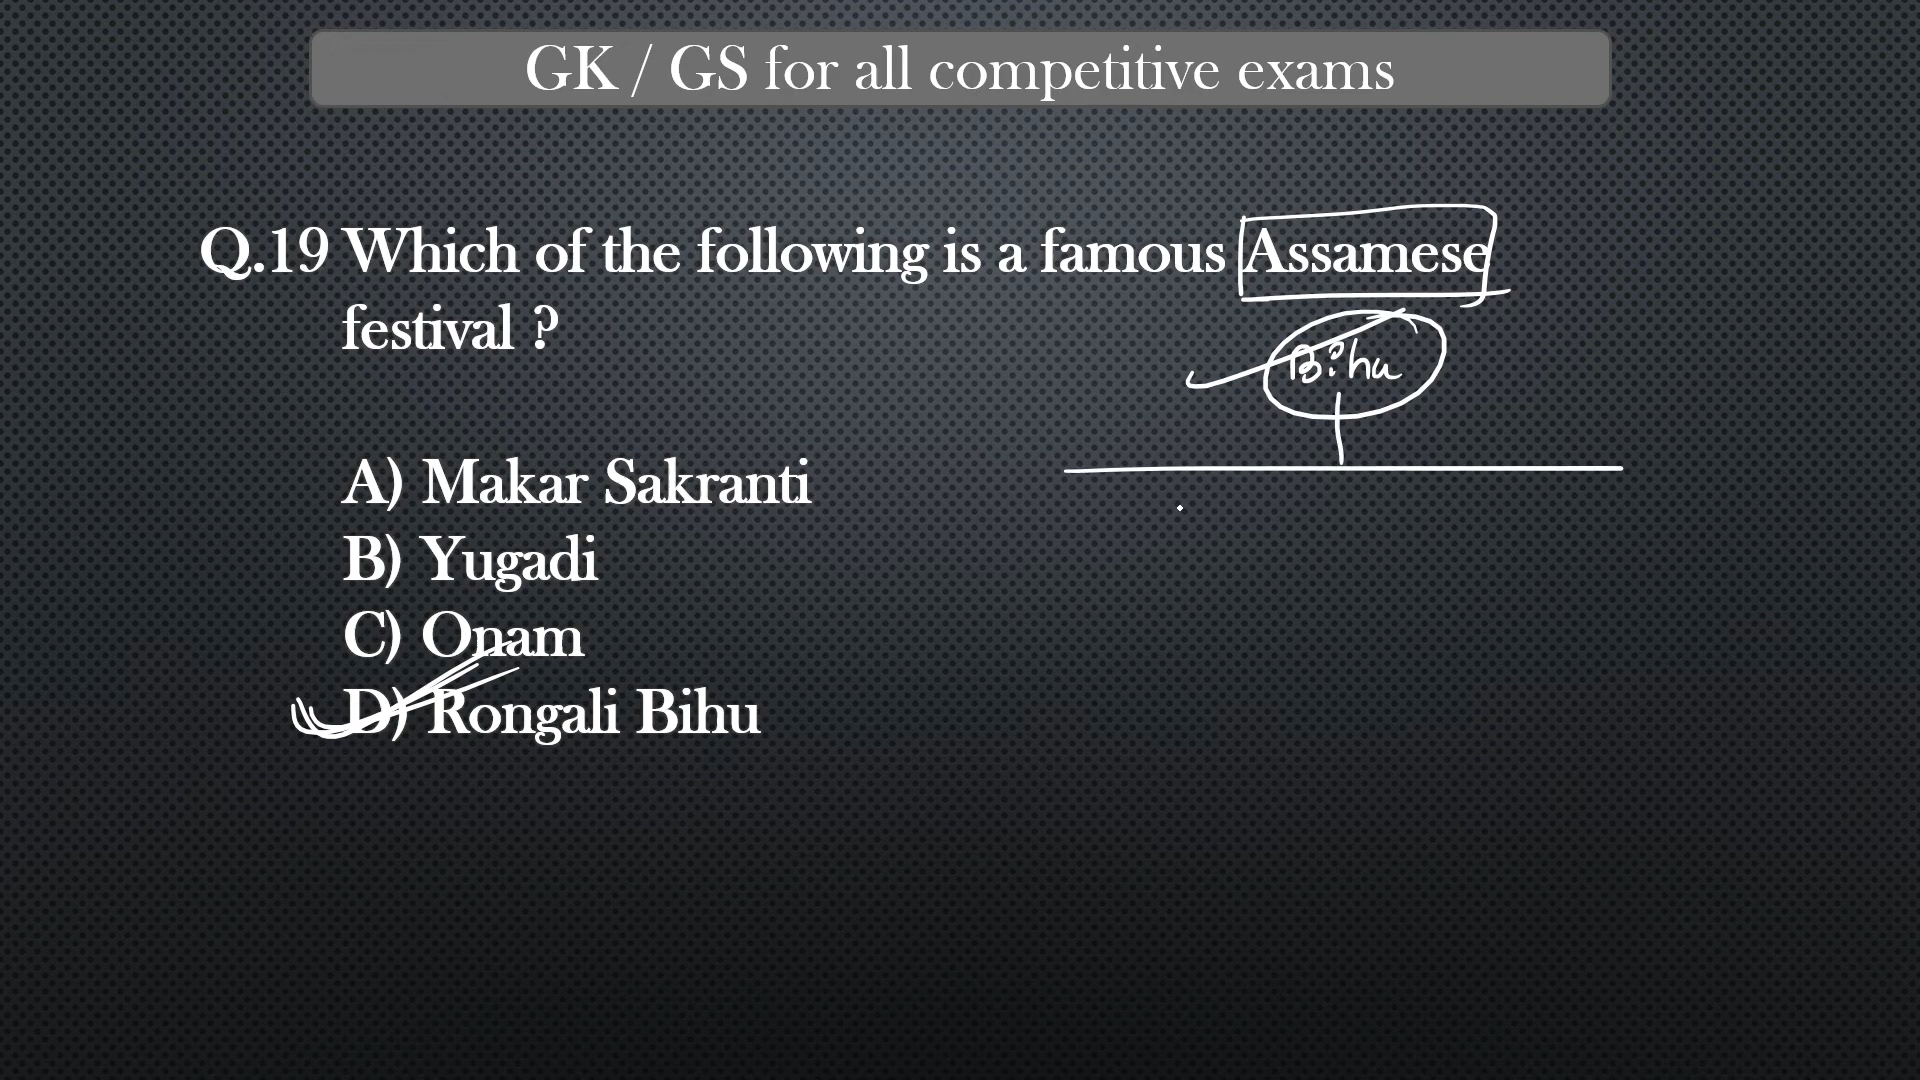 GK / GS for all competitive exams
Q.19 Which of the following is a famous Assamese
festival ?
Bihu
A) Makar Sakranti
B) Yugadi
C) Onam
D) Rongali Bihu